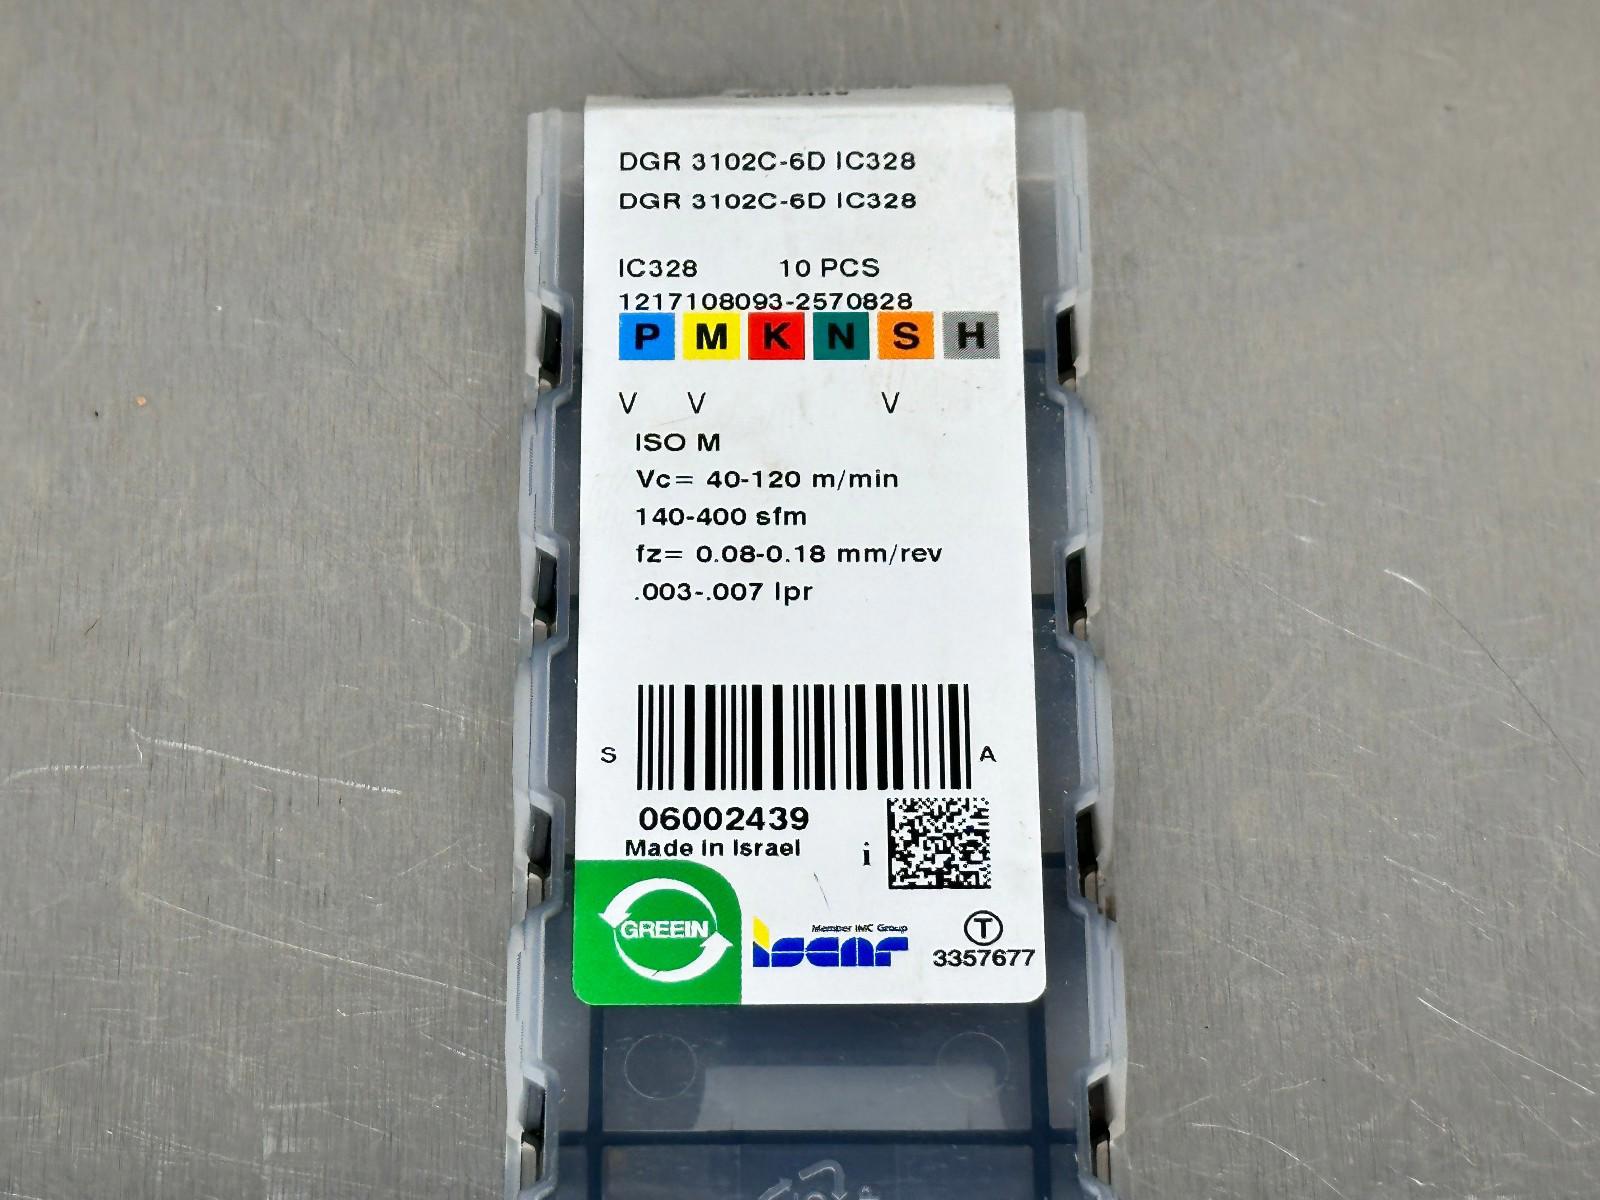 DGR 3102C-6D IC328
DGR 3102C-6D IC328
IC328 10 PCS
1217108093-2570828
P M K N S H
V V V
ISO M
Vc= 40-120 m/min
140-400 sfm
fz= 0.08-0.18 mm/rev
.003-.007 Ipr
S A
06002439
Made in Israel
i
GREEIN
Member IMC Group
iscar
T
3357677